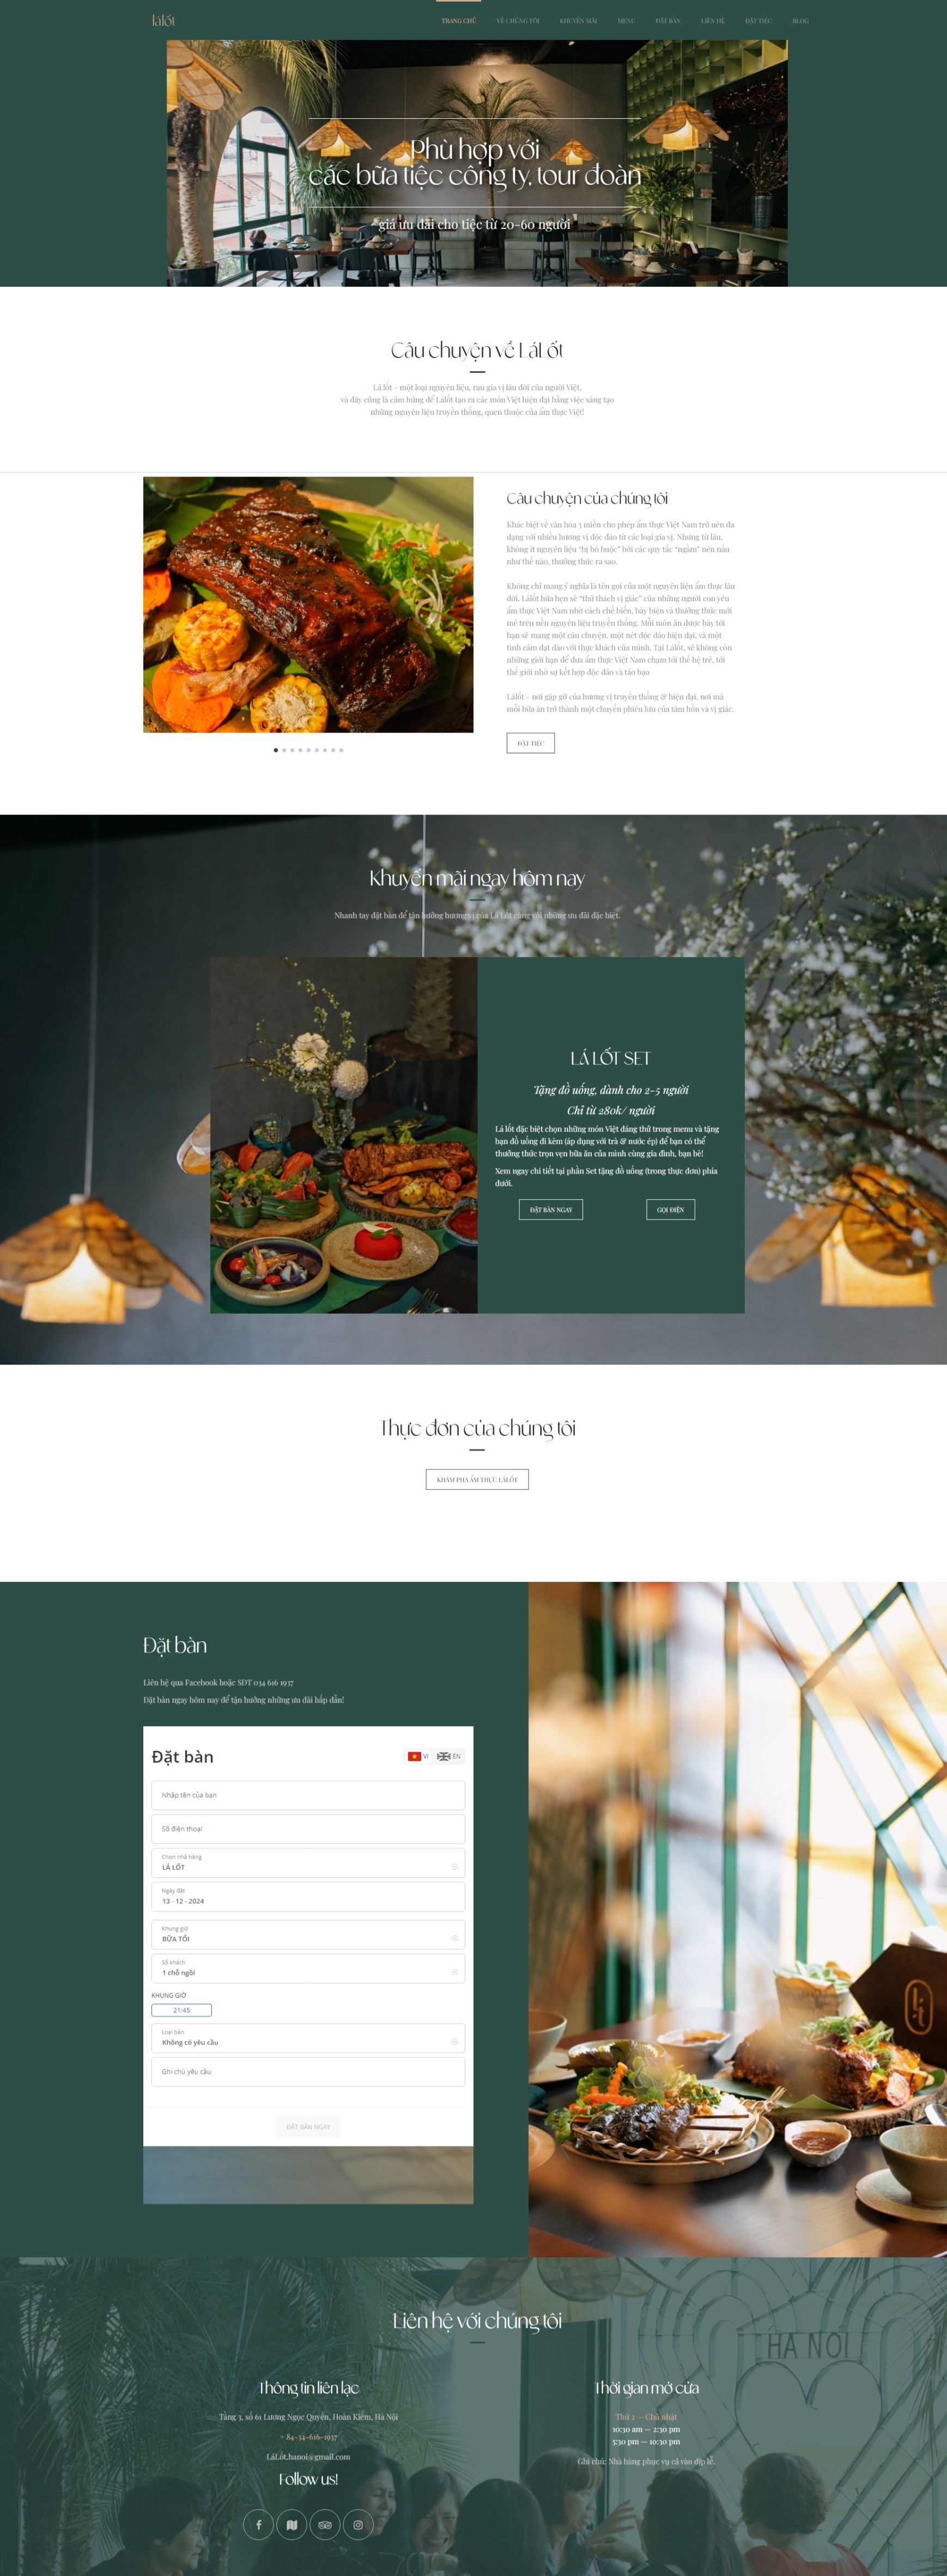 lálốt
TRANG CHỦ VỀ CHÚNG TÔI KHUYẾN MÃI MENU ĐẶT BÀN LIÊN HỆ ĐẶT TIỆC BLOG
Phù hợp với
các bữa tiệc công ty, tour đoàn
giá ưu đãi cho tiệc từ 20-60 người
Câu chuyện về LáLốt
Lá lốt – một loại nguyên liệu, rau gia vị lâu đời của người Việt,
và đây cũng là cảm hứng để Lálốt tạo ra các món Việt hiện đại bằng việc sáng tạo
những nguyên liệu truyền thống, quen thuộc của ẩm thực Việt!
Câu chuyện của chúng tôi
Khác biệt về văn hóa 3 miền cho phép ẩm thực Việt Nam trở nên đa
dạng với nhiều hương vị độc đáo từ các loại gia vị. Nhưng từ lâu,
không ít nguyên liệu “bị bó buộc” bởi các quy tắc “ngầm” nên nấu
như thế nào, thưởng thức ra sao.
Không chỉ mang ý nghĩa là tên gọi của một nguyên liệu ẩm thực lâu
đời, Lálốt hứa hẹn sẽ “thử thách vị giác” của những người con yêu
ẩm thực Việt Nam nhờ cách chế biến, bày biện và thưởng thức mới
mẻ trên nền nguyên liệu truyền thống. Mỗi món ăn được bày tới
bạn sẽ mang một câu chuyện, một nét độc đáo hiện đại, và một
tình cảm dạt dào với thực khách của mình. Tại Lálốt, sẽ không còn
những giới hạn để đưa ẩm thực Việt Nam chạm tới thế hệ trẻ, tới
thế giới nhờ sự kết hợp độc đáo và táo bạo
Lálốt – nơi gặp gỡ của hương vị truyền thống & hiện đại, nơi mà
mỗi bữa ăn trở thành một chuyến phiêu lưu của tâm hồn và vị giác.
ĐẶT TIỆC
Khuyến mãi ngay hôm nay
Nhanh tay đặt bàn để tận hưởng hương vị của Lá Lốt cùng với những ưu đãi đặc biệt.
LÁ LỐT SET
Tặng đồ uống, dành cho 2-5 người
Chỉ từ 280k/ người
Lá lốt đặc biệt chọn những món Việt đáng thử trong menu và tặng
bạn đồ uống đi kèm (áp dụng với trà & nước ép) để bạn có thể
thưởng thức trọn vẹn bữa ăn của mình cùng gia đình, bạn bè!
Xem ngay chi tiết tại phần Set tặng đồ uống (trong thực đơn) phía
dưới.
ĐẶT BÀN NGAY GỌI ĐIỆN
Thực đơn của chúng tôi
KHÁM PHÁ ẨM THỰC LÁLỐT
Đặt bàn
Liên hệ qua Facebook hoặc SDT 034 616 1937
Đặt bàn ngay hôm nay để tận hưởng những ưu đãi hấp dẫn!
Đặt bàn VI EN
Nhập tên của bạn
Số điện thoại
Chọn nhà hàng
LÁ LỐT
Ngày đặt
13 - 12 - 2024
Khung giờ
BỮA TỐI
Số khách
1 chỗ ngồi
KHUNG GIỜ
21:45
Loại bàn
Không có yêu cầu
Ghi chú yêu cầu
ĐẶT BÀN NGAY
Liên hệ với chúng tôi
HA NOI
Thông tin liên lạc
Tầng 3, số 61 Lương Ngọc Quyến, Hoàn Kiếm, Hà Nội
+ 84-34-616-1937
LáLốt.hanoi@gmail.com
Follow us!
Thời gian mở cửa
Thứ 2 — Chủ nhật
10:30 am — 2:30 pm
5:30 pm — 10:30 pm
Ghi chú: Nhà hàng phục vụ cả vào dịp lễ.